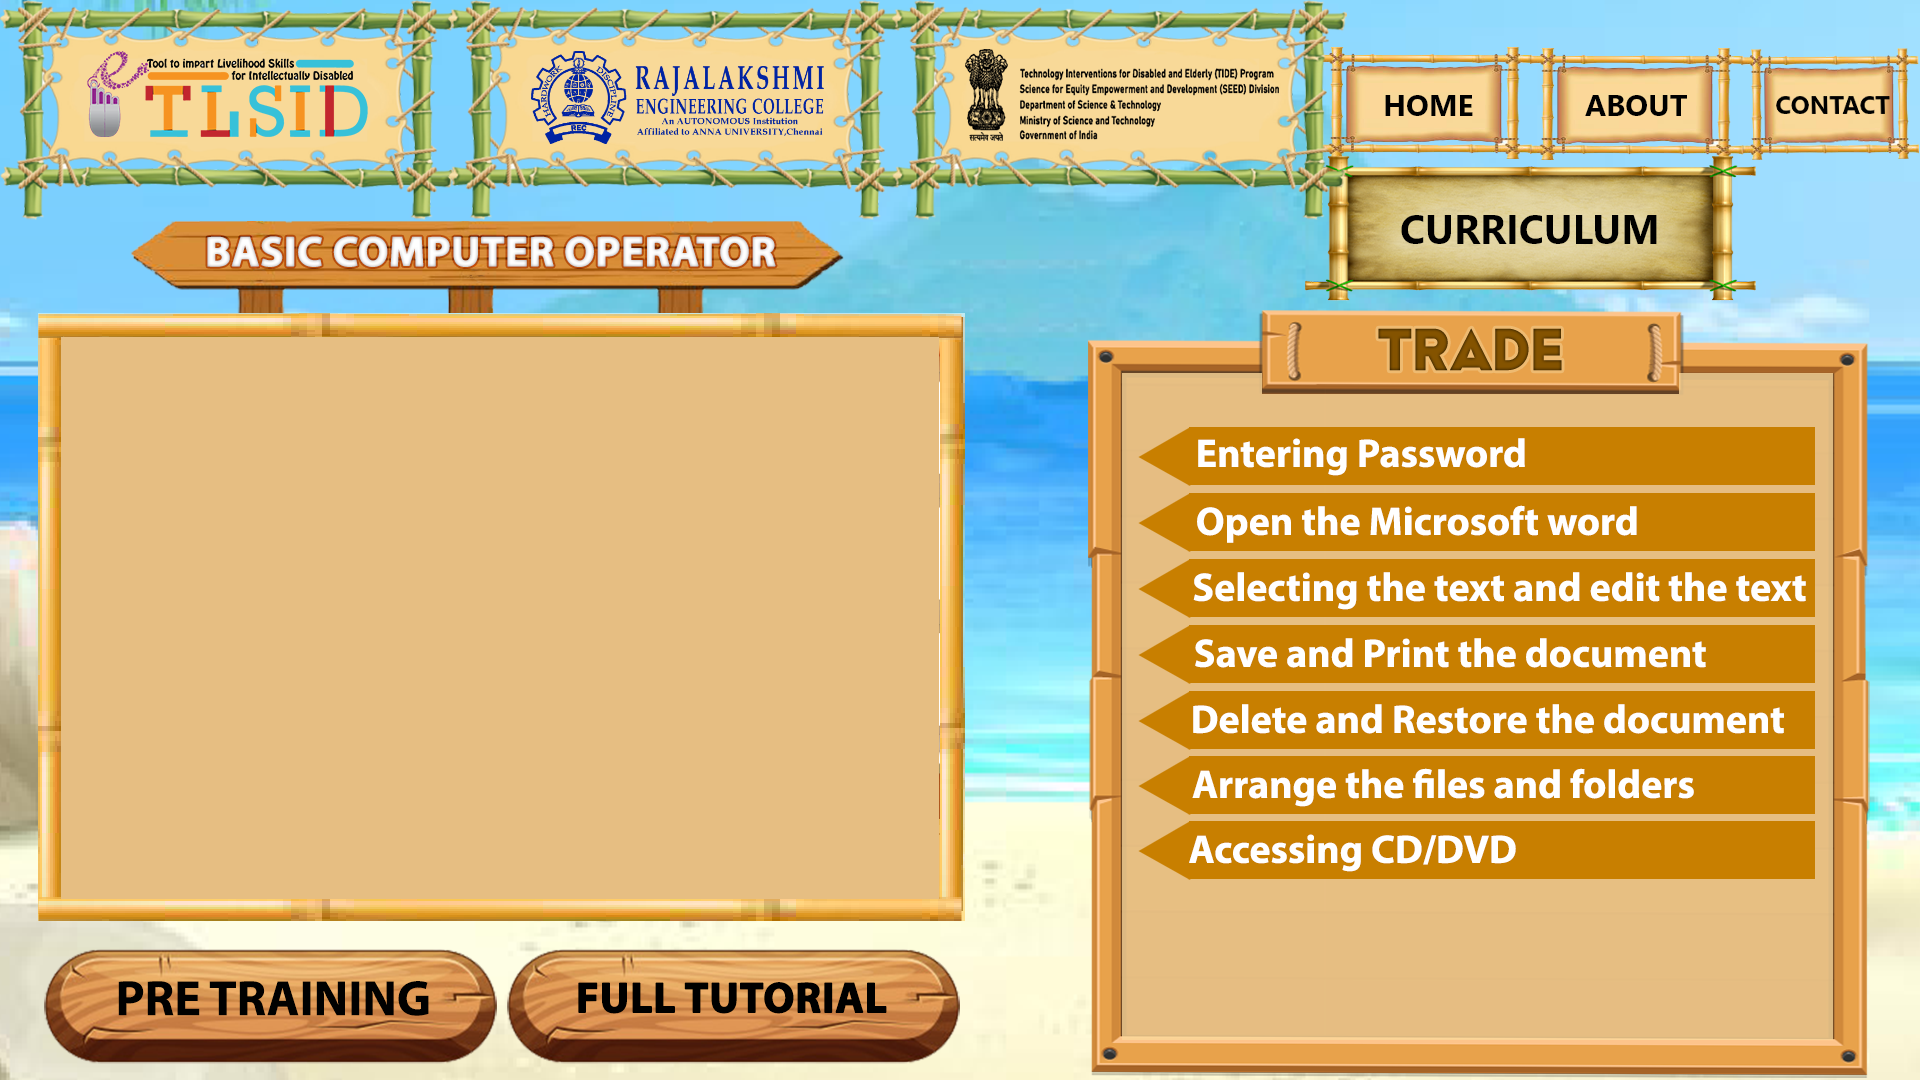 Tool to impart Livelihood Skills
for Intellectually Disabled
e
TLSID
HARDWORK
DISCIPLINE
REC
RAJALAKSHMI
ENGINEERING COLLEGE
An AUTONOMOUS Institution
Affiliated to ANNA UNIVERSITY,Chennai
सत्यमेव जयते
Technology Interventions for Disabled and Elderly (TIDE) Program
Science for Equity Empowerment and Development (SEED) Division
Department of Science & Technology
Ministry of Science and Technology
Government of India
HOME
ABOUT
CONTACT
CURRICULUM
BASIC COMPUTER OPERATOR
TRADE
Entering Password
Open the Microsoft word
Selecting the text and edit the text
Save and Print the document
Delete and Restore the document
Arrange the files and folders
Accessing CD/DVD
PRE TRAINING
FULL TUTORIAL